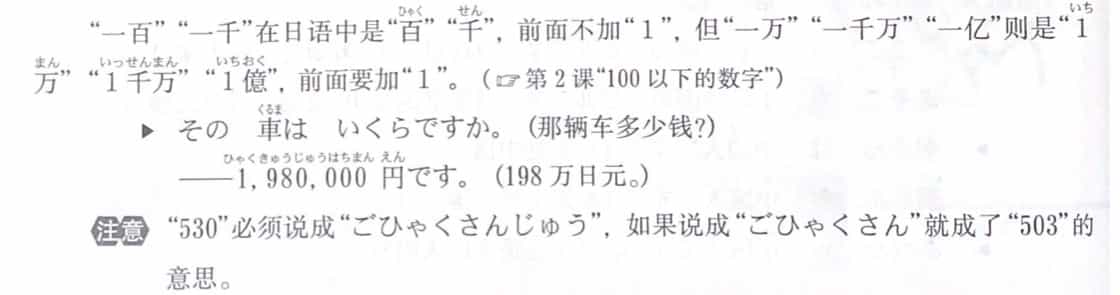 “一百”“一千”在日语中是“百(ひゃく)”“千(せん)”，前面不加“1”，但“一万”“一千万”“一亿”则是“1(いち)
万(まん)”“1千万(いっせんまん)”“1億(いちおく)”，前面要加“1”。（☞第2课“100以下的数字”）
▶ その　車(くるま)は　いくらですか。（那辆车多少钱?）
——1,980,000(ひゃくきゅうじゅうはちまん) 円(えん)です。（198万日元。）
注意 “530”必须说成“ごひゃくさんじゅう”，如果说成“ごひゃくさん”就成了“503”的
意思。